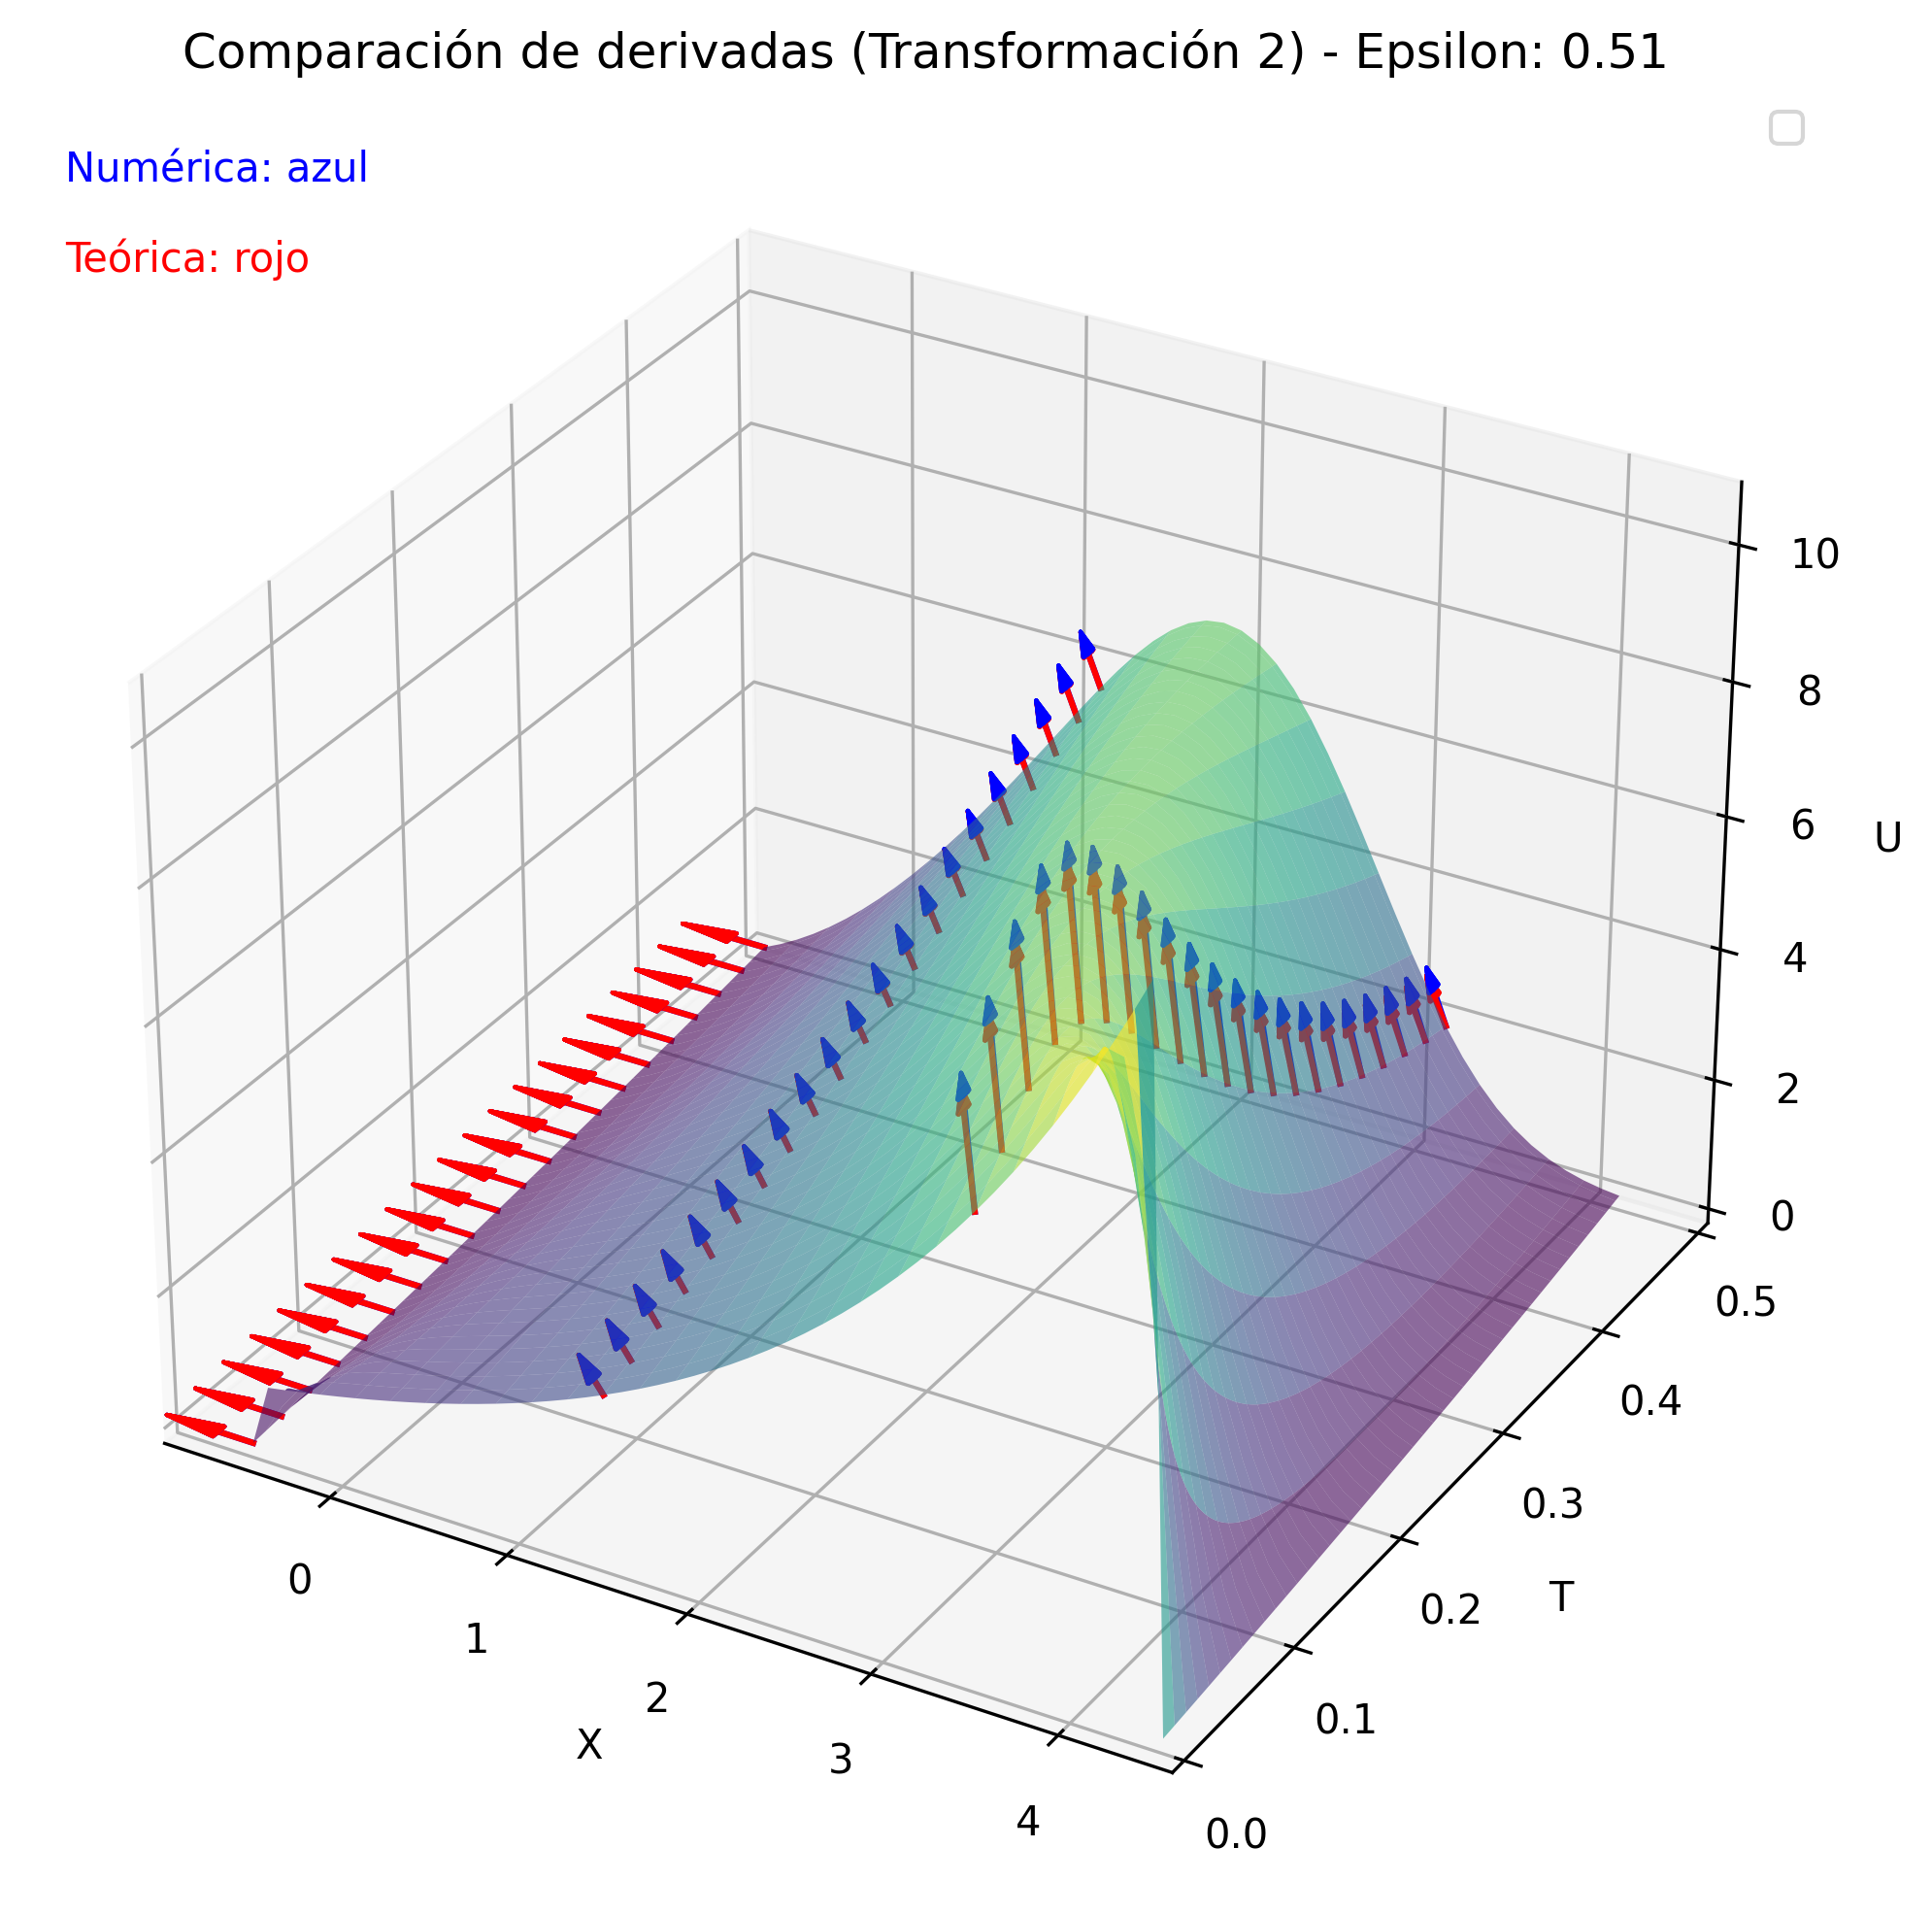 Comparación de derivadas (Transformación 2) - Epsilon: 0.51
Numérica: azul
Teórica: rojo
10
8
6
U
4
2
0
0.5
0.4
0.3
T
0.2
0.1
0.0
0
1
2
X
3
4